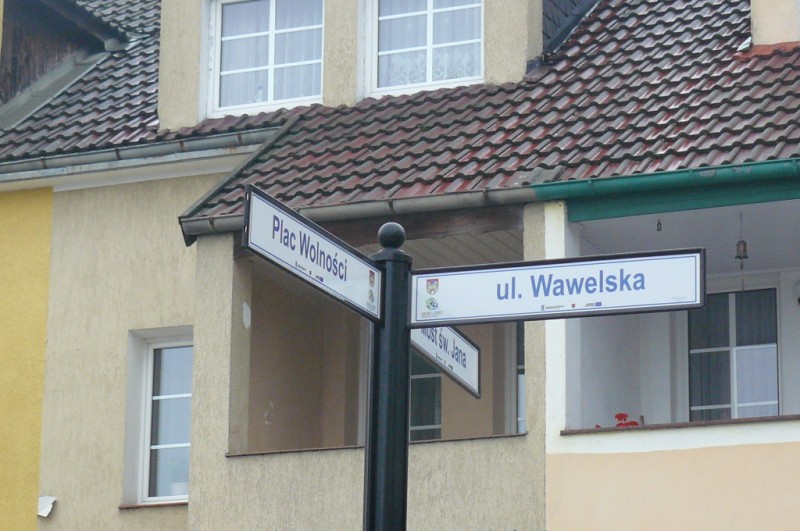 Plac Wolności
ul. Wawelska
Most św. Jana